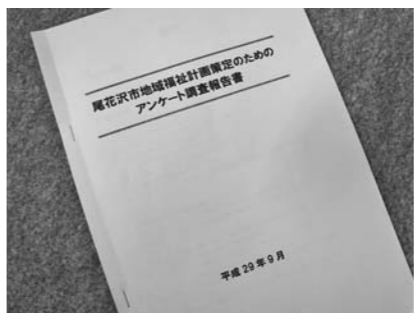 尾花沢市地域福祉計画策定のための
アンケート調査報告書
平成29年9月